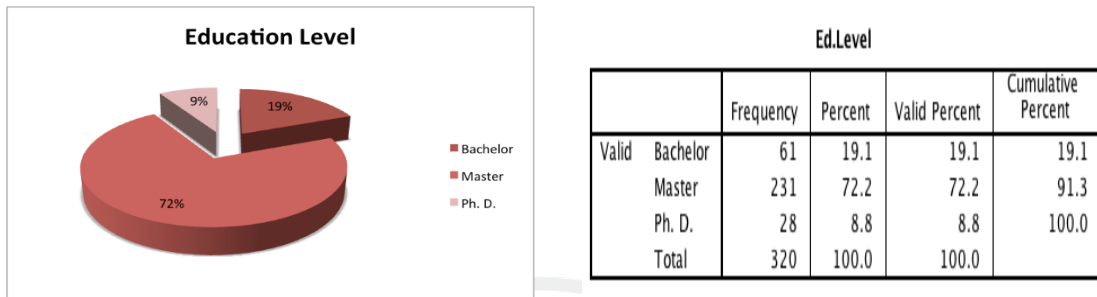 Education Level
9%
19%
72%
Bachelor
Master
Ph. D.
Ed.Level
Frequency Percent Valid Percent Cumulative Percent
Valid Bachelor 61 19.1 19.1 19.1
Master 231 72.2 72.2 91.3
Ph. D. 28 8.8 8.8 100.0
Total 320 100.0 100.0